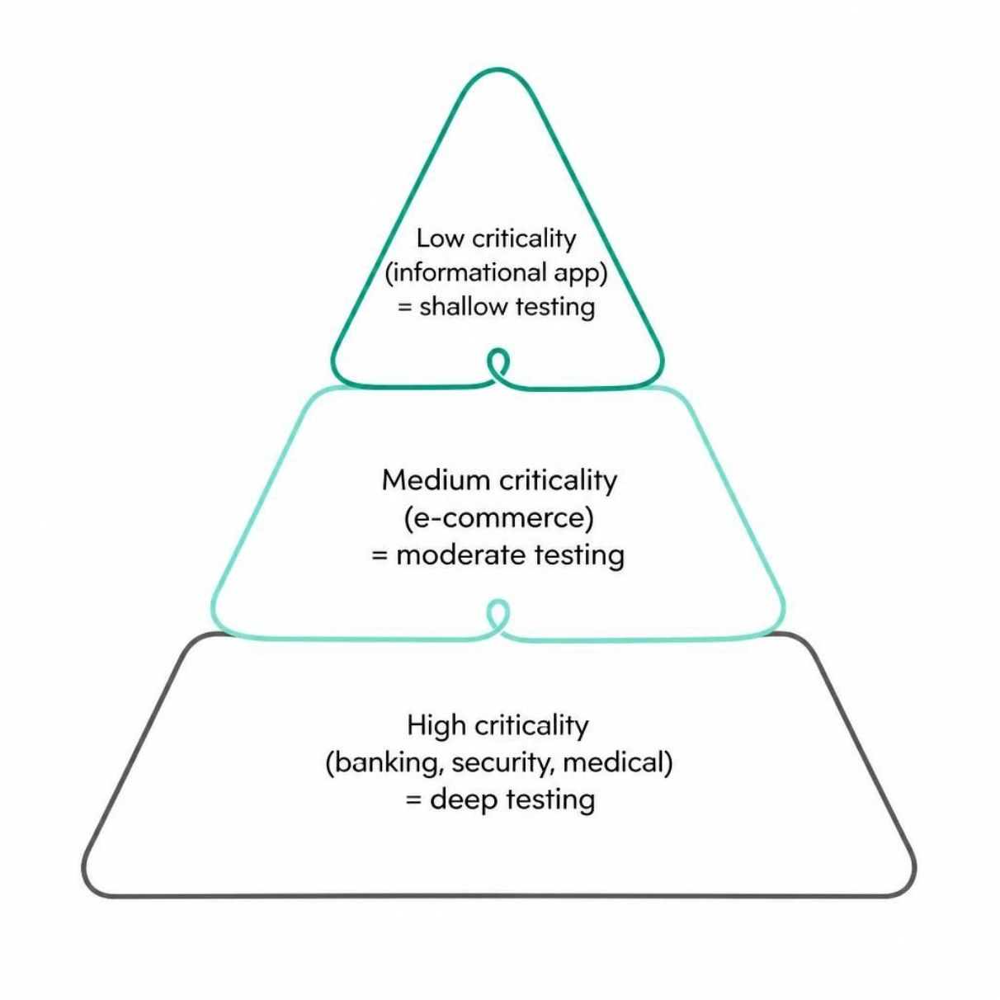 Low criticality
(informational app)
= shallow testing
Medium criticality
(e-commerce)
= moderate testing
High criticality
(banking, security, medical)
= deep testing